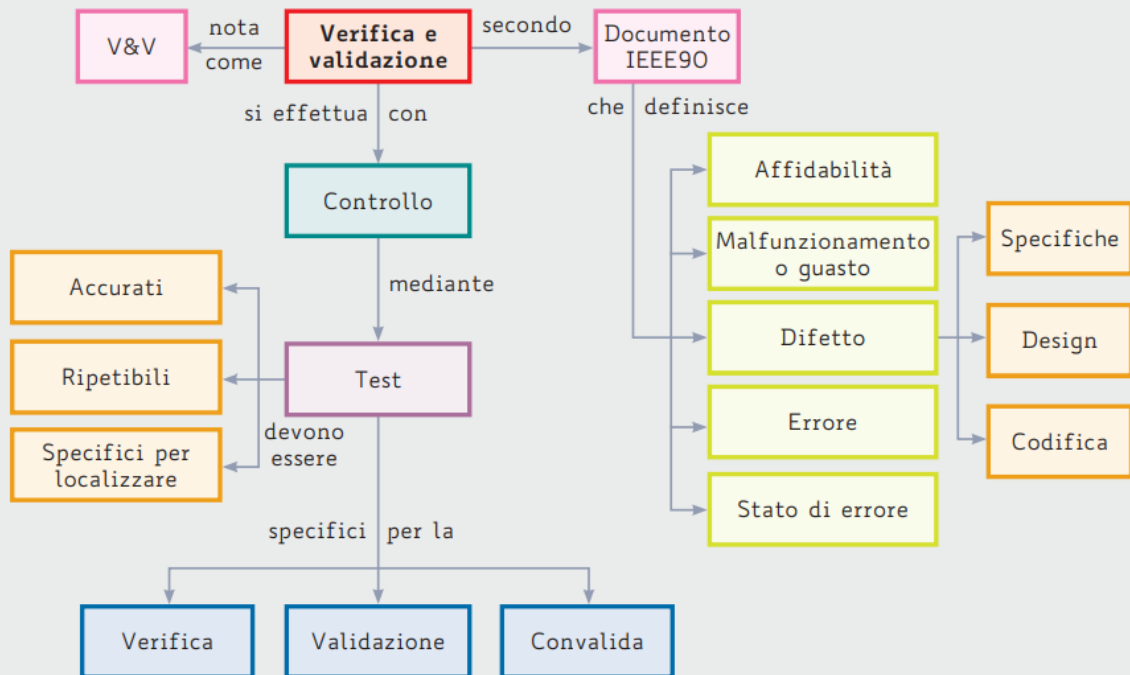 V&V
nota
come
Verifica e
validazione
secondo
Documento
IEEE90
si effettua con
che definisce
Controllo
Affidabilità
Malfunzionamento
o guasto
Difetto
Errore
Stato di errore
Specifiche
Design
Codifica
mediante
Test
Accurati
Ripetibili
Specifici per
localizzare
devono
essere
specifici per la
Verifica
Validazione
Convalida